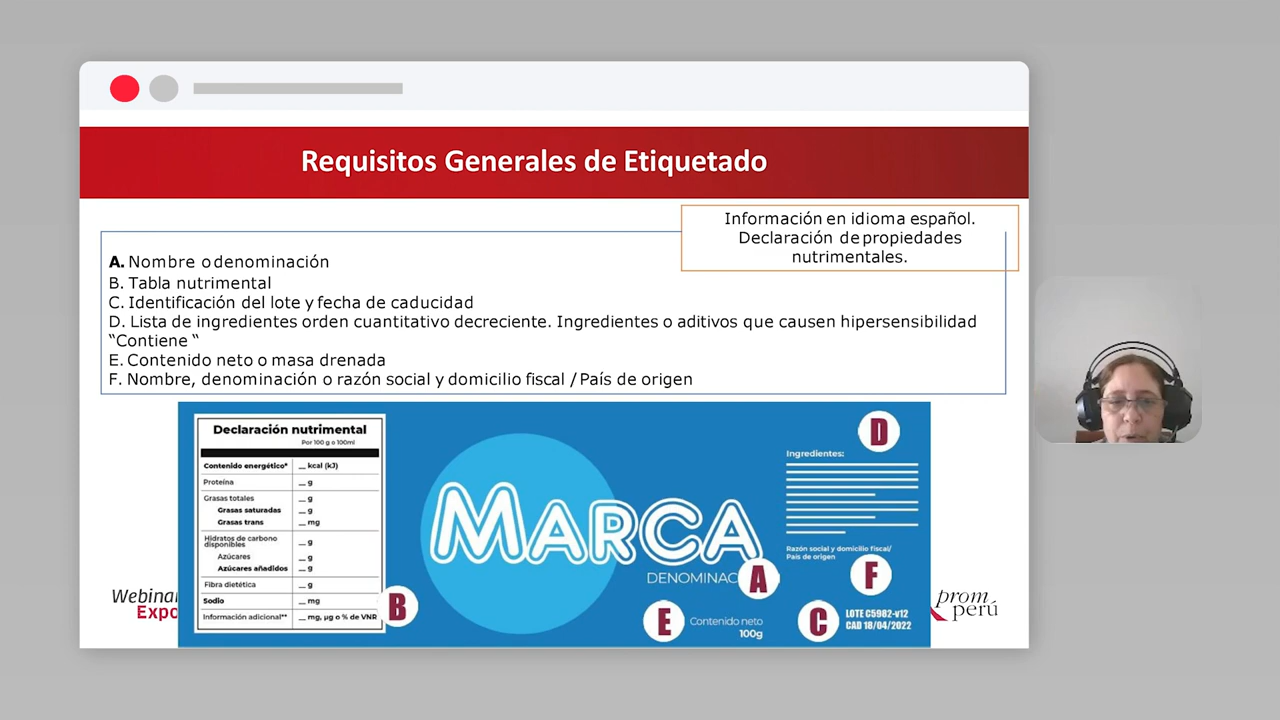 Requisitos Generales de Etiquetado
Información en idioma español.
Declaración de propiedades
nutrimentales.
A. Nombre o denominación
B. Tabla nutrimental
C. Identificación del lote y fecha de caducidad
D. Lista de ingredientes orden cuantitativo decreciente. Ingredientes o aditivos que causen hipersensibilidad
“Contiene “
E. Contenido neto o masa drenada
F. Nombre, denominación o razón social y domicilio fiscal / País de origen
Declaración nutrimental
Por 100 g o 100ml
Contenido energético* __ kcal (kJ)
Proteína __ g
Grasas totales __ g
Grasas saturadas __ g
Grasas trans __ mg
Hidratos de carbono
disponibles __ g
Azúcares __ g
Azúcares añadidos __ g
Fibra dietética __ g
Sodio __ mg
Información adicional** __ mg, µg o % de VNR
B
MARCA
DENOMINAC
A
E
Contenido neto
100g
D
Ingredientes:
Razón social y domicilio fiscal/
País de origen
F
C
LOTE C5982-v12
CAD 18/04/2022
Webinar
Expo
prom
perú